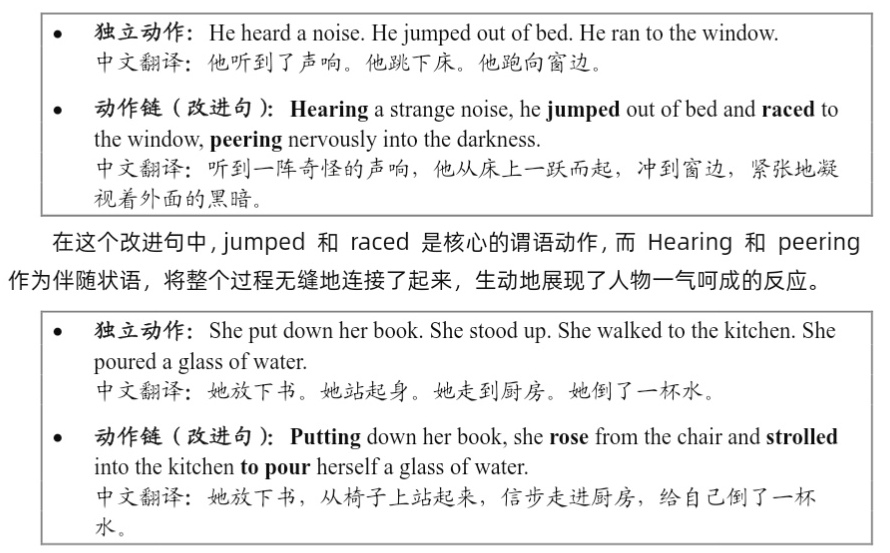 • 独立动作：He heard a noise. He jumped out of bed. He ran to the window.
中文翻译：他听到了声响。他跳下床。他跑向窗边。
• 动作链（改进句）：Hearing a strange noise, he jumped out of bed and raced to
the window, peering nervously into the darkness.
中文翻译：听到一阵奇怪的声响，他从床上一跃而起，冲到窗边，紧张地凝
视着外面的黑暗。
在这个改进句中，jumped 和 raced 是核心的谓语动作，而 Hearing 和 peering
作为伴随状语，将整个过程无缝地连接了起来，生动地展现了人物一气呵成的反应。
• 独立动作：She put down her book. She stood up. She walked to the kitchen. She
poured a glass of water.
中文翻译：她放下书。她站起身。她走到厨房。她倒了一杯水。
• 动作链（改进句）：Putting down her book, she rose from the chair and strolled
into the kitchen to pour herself a glass of water.
中文翻译：她放下书，从椅子上站起来，信步走进厨房，给自己倒了一杯
水。